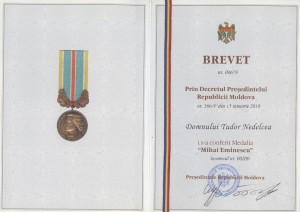 BREVET
Prin Decretul Președintelui
Republicii Moldova
Domnului Tudor Nedelcea
i s-a conferit Medalia
"Mihai Eminescu"
Președintele Republicii Moldova